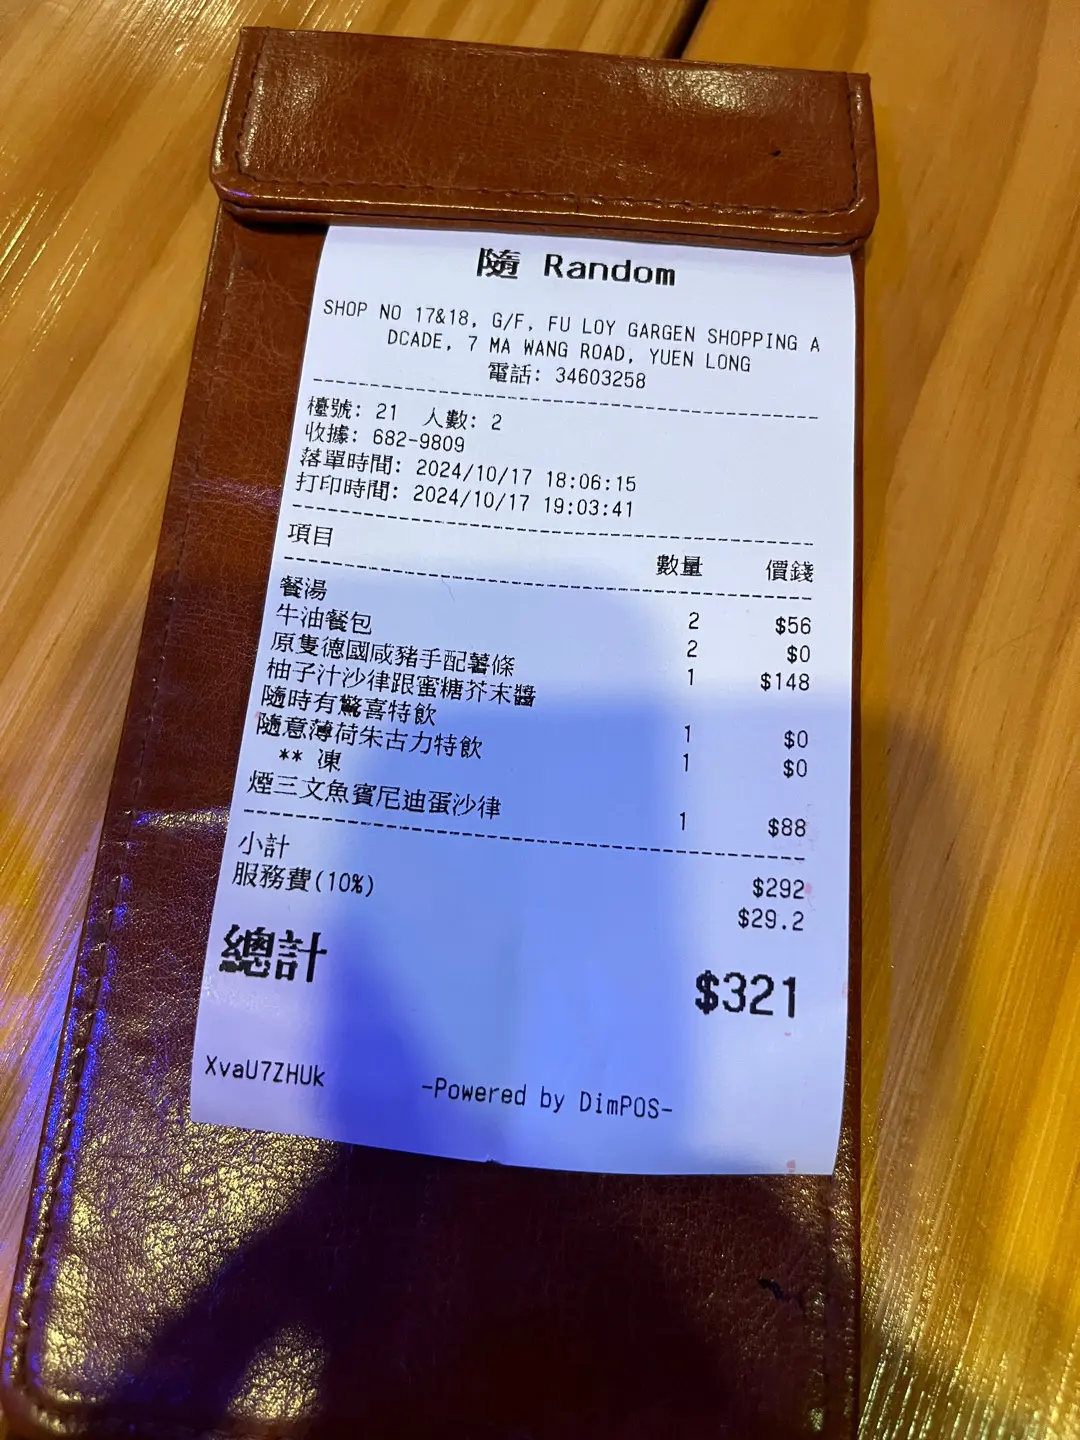 隨 Random
SHOP NO 17&18, G/F, FU LOY GARGEN SHOPPING A
DCADE, 7 MA WANG ROAD, YUEN LONG
電話: 34603258
檯號: 21 人數: 2
收據: 682-9809
落單時間: 2024/10/17 18:06:15
打印時間: 2024/10/17 19:03:41
項目 數量 價錢
餐湯 2 $56
牛油餐包 2 $0
原隻德國咸豬手配薯條 1 $148
柚子汁沙律跟蜜糖芥末醬
隨時有驚喜特飲 1 $0
隨意薄荷朱古力特飲 1 $0
** 凍
煙三文魚賓尼迪蛋沙律 1 $88
小計 $292
服務費(10%) $29.2
總計 $321
XvaU7ZHUk
-Powered by DimPOS-